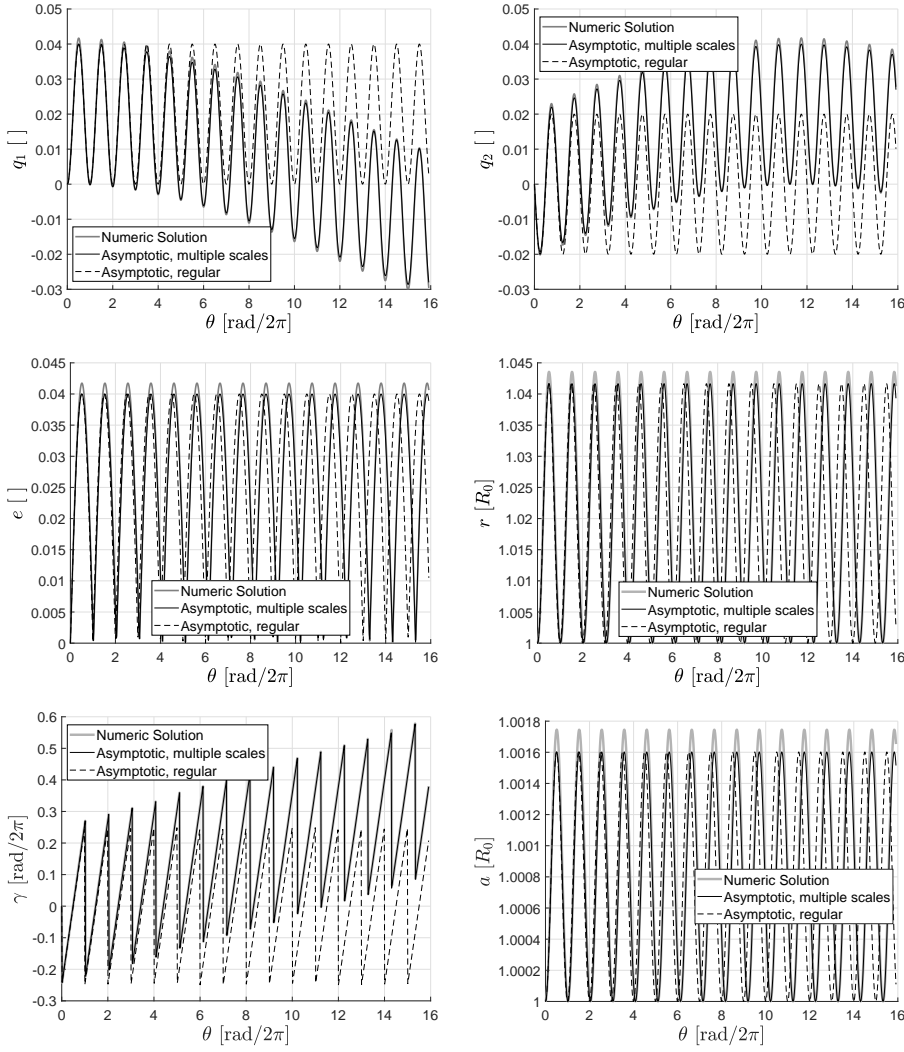 0.05
0.04
0.03
0.02
0.01
0
-0.01
-0.02
-0.03
q1 [ ]
Numeric Solution
Asymptotic, multiple scales
Asymptotic, regular
0 2 4 6 8 10 12 14 16
θ [rad/2π]
0.05
0.04
0.03
0.02
0.01
0
-0.01
-0.02
-0.03
q2 [ ]
Numeric Solution
Asymptotic, multiple scales
Asymptotic, regular
0 2 4 6 8 10 12 14 16
θ [rad/2π]
0.045
0.04
0.035
0.03
0.025
0.02
0.015
0.01
0.005
0
e [ ]
Numeric Solution
Asymptotic, multiple scales
Asymptotic, regular
0 2 4 6 8 10 12 14 16
θ [rad/2π]
1.045
1.04
1.035
1.03
1.025
1.02
1.015
1.01
1.005
1
r [R0]
Numeric Solution
Asymptotic, multiple scales
Asymptotic, regular
0 2 4 6 8 10 12 14 16
θ [rad/2π]
0.6
0.5
0.4
0.3
0.2
0.1
0
-0.1
-0.2
-0.3
γ [rad/2π]
Numeric Solution
Asymptotic, multiple scales
Asymptotic, regular
0 2 4 6 8 10 12 14 16
θ [rad/2π]
1.0018
1.0016
1.0014
1.0012
1.001
1.0008
1.0006
1.0004
1.0002
1
a [R0]
Numeric Solution
Asymptotic, multiple scales
Asymptotic, regular
0 2 4 6 8 10 12 14 16
θ [rad/2π]